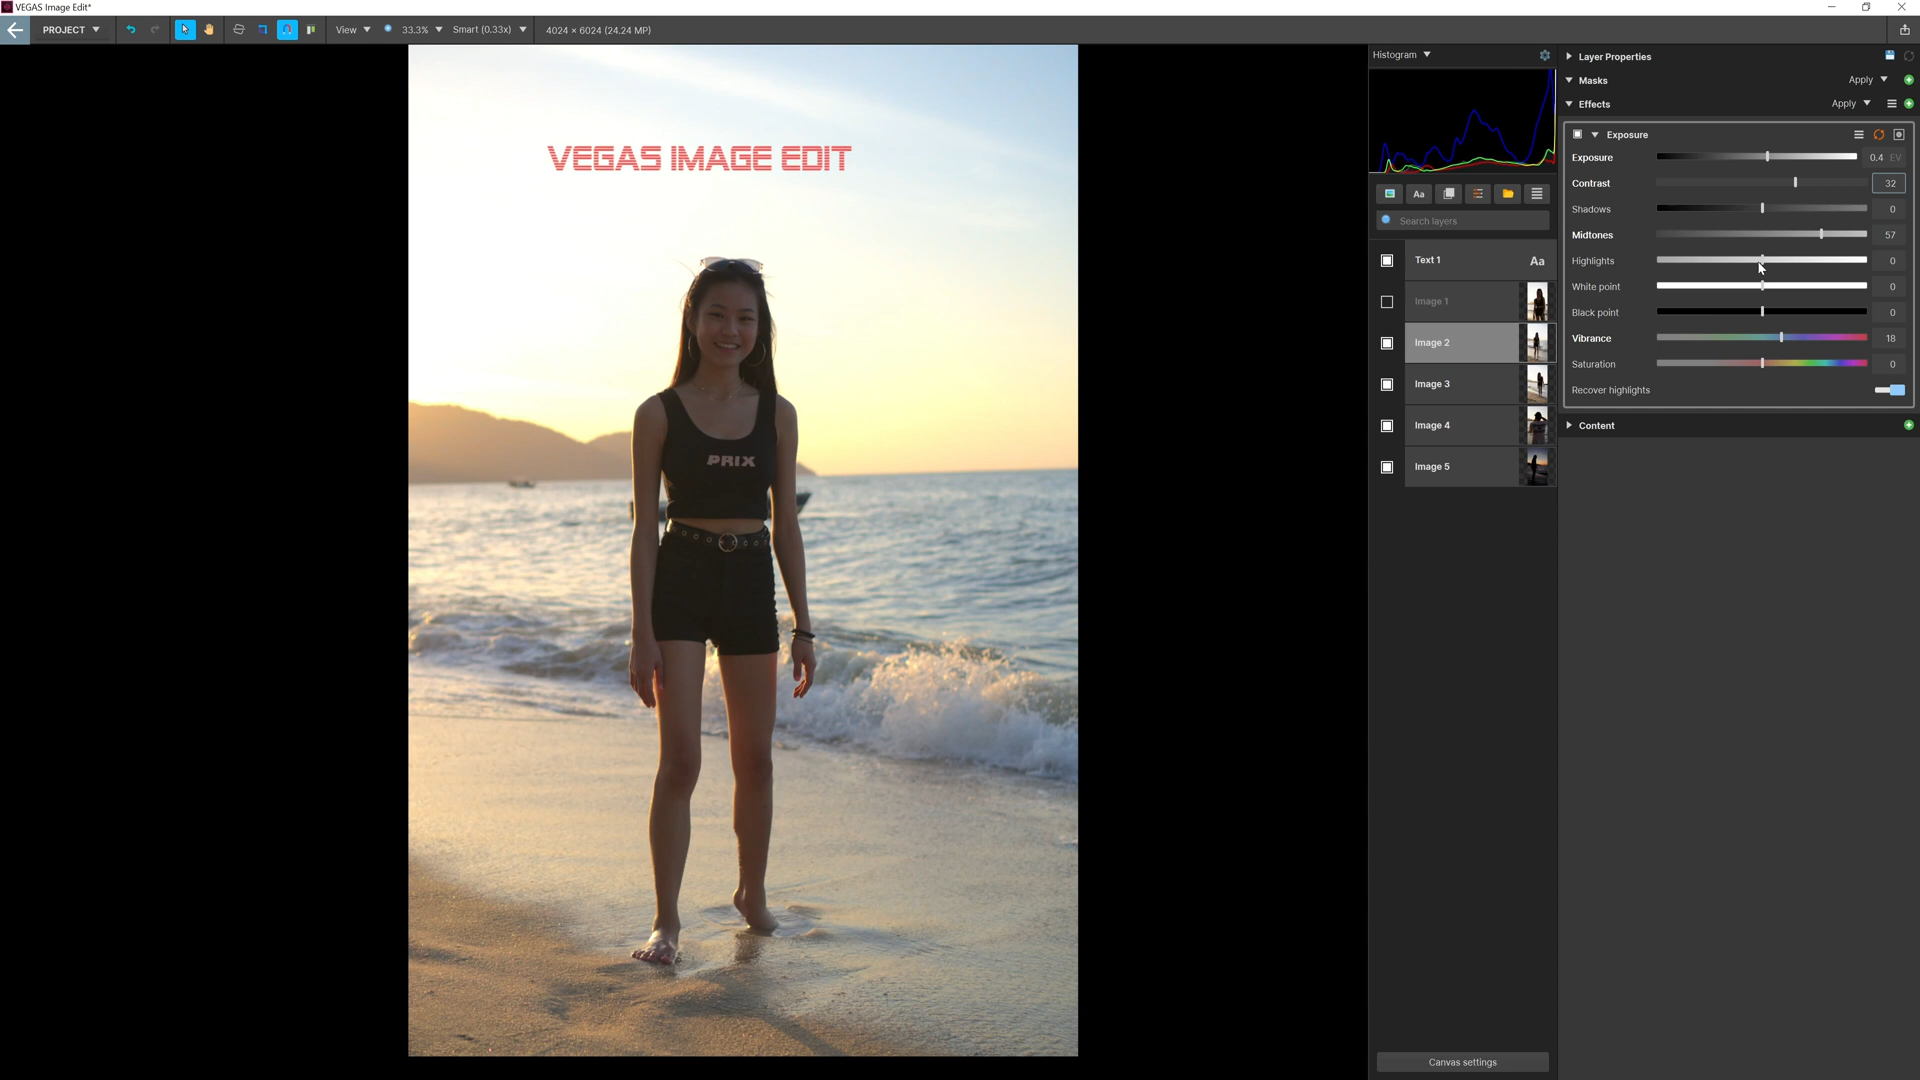 VEGAS Image Edit*
PROJECT View 33.3% Smart (0.33x) 4024 × 6024 (24.24 MP)
Histogram
Layer Properties
Masks Apply
Effects Apply
Exposure
Exposure 0.4 EV
Contrast 32
Shadows 0
Midtones 57
Highlights 0
White point 0
Black point 0
Vibrance 18
Saturation 0
Recover highlights
Content
Aa
Search layers
Text 1 Aa
Image 1
Image 2
Image 3
Image 4
Image 5
Canvas settings
VEGAS IMAGE EDIT
PRIX